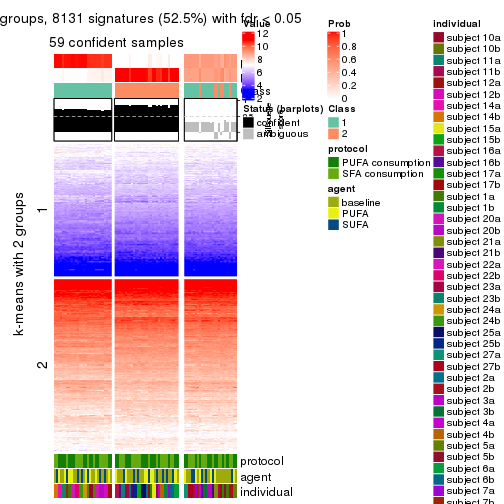 groups, 8131 signatures (52.5%) with fdr < 0.05
59 confident samples
1
2
k-means with 2 groups
protocol
agent
individual
Value
12
10
8
6
4
2
Status (barplots)
confident
ambiguous
Prob
1
0.8
0.6
0.4
0.2
0
Class
1
2
protocol
PUFA consumption
SFA consumption
agent
baseline
PUFA
SUFA
individual
subject 10a
subject 10b
subject 11a
subject 11b
subject 12a
subject 12b
subject 14a
subject 14b
subject 15a
subject 15b
subject 16a
subject 16b
subject 17a
subject 17b
subject 1a
subject 1b
subject 20a
subject 20b
subject 21a
subject 21b
subject 22a
subject 22b
subject 23a
subject 23b
subject 24a
subject 24b
subject 25a
subject 25b
subject 27a
subject 27b
subject 2a
subject 2b
subject 3a
subject 3b
subject 4a
subject 4b
subject 5a
subject 5b
subject 6a
subject 6b
subject 7a
subject 7b